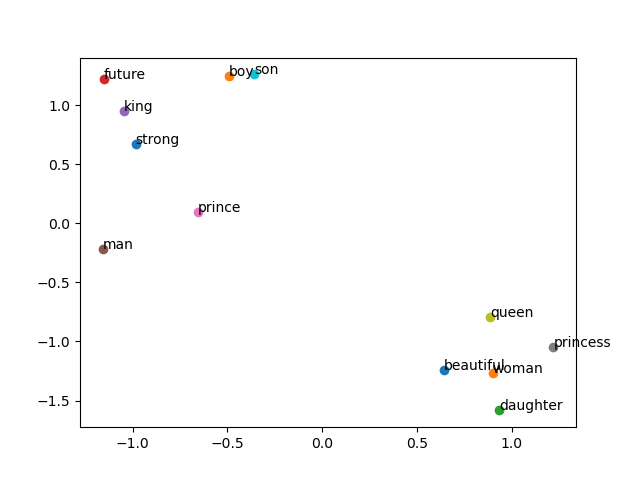 future
boy son
king
strong
prince
man
queen
princess
beautiful woman
daughter
1.0
0.5
0.0
−0.5
−1.0
−1.5
−1.0 −0.5 0.0 0.5 1.0